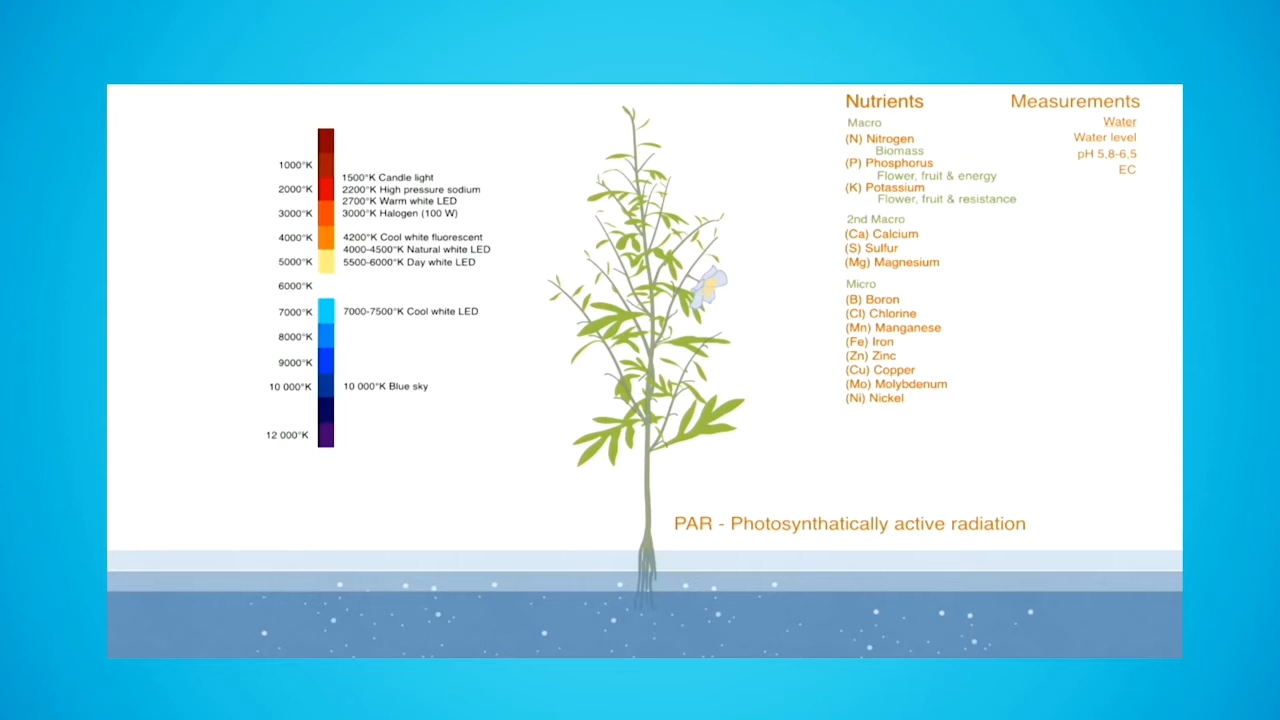 1000°K
2000°K
3000°K
4000°K
5000°K
6000°K
7000°K
8000°K
9000°K
10 000°K
12 000°K
1500°K Candle light
2200°K High pressure sodium
2700°K Warm white LED
3000°K Halogen (100 W)
4200°K Cool white fluorescent
4000-4500°K Natural white LED
5500-6000°K Day white LED
7000-7500°K Cool white LED
10 000°K Blue sky
Nutrients
Macro
(N) Nitrogen
Biomass
(P) Phosphorus
Flower, fruit & energy
(K) Potassium
Flower, fruit & resistance
2nd Macro
(Ca) Calcium
(S) Sulfur
(Mg) Magnesium
Micro
(B) Boron
(Cl) Chlorine
(Mn) Manganese
(Fe) Iron
(Zn) Zinc
(Cu) Copper
(Mo) Molybdenum
(Ni) Nickel
Measurements
Water
Water level
pH 5,8-6,5
EC
PAR - Photosynthatically active radiation